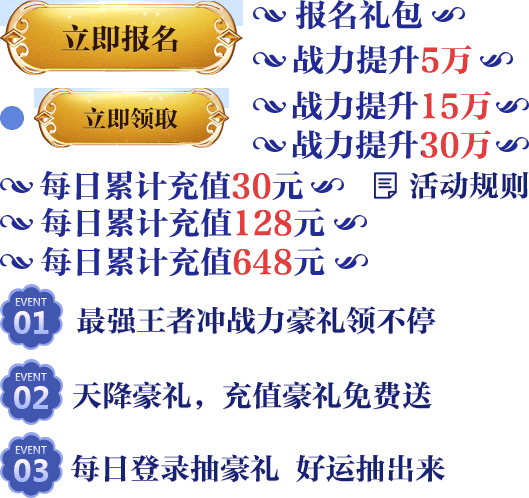 立即报名
报名礼包
战力提升5万
立即领取
战力提升15万
战力提升30万
每日累计充值30元
活动规则
每日累计充值128元
每日累计充值648元
EVENT
01
最强王者冲战力豪礼领不停
EVENT
02
天降豪礼，充值豪礼免费送
EVENT
03
每日登录抽豪礼 好运抽出来